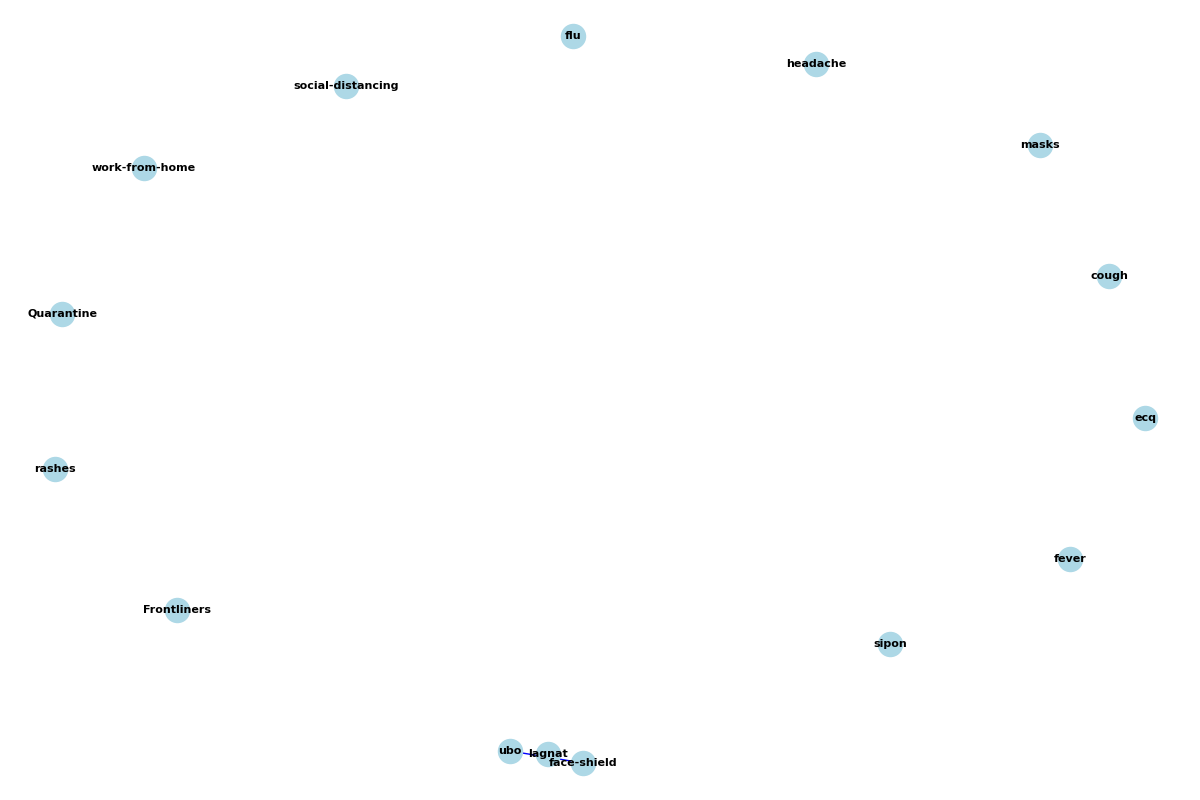 flu
headache
social-distancing
masks
work-from-home
cough
Quarantine
ecq
rashes
fever
Frontliners
sipon
ubo
lagnat
face-shield